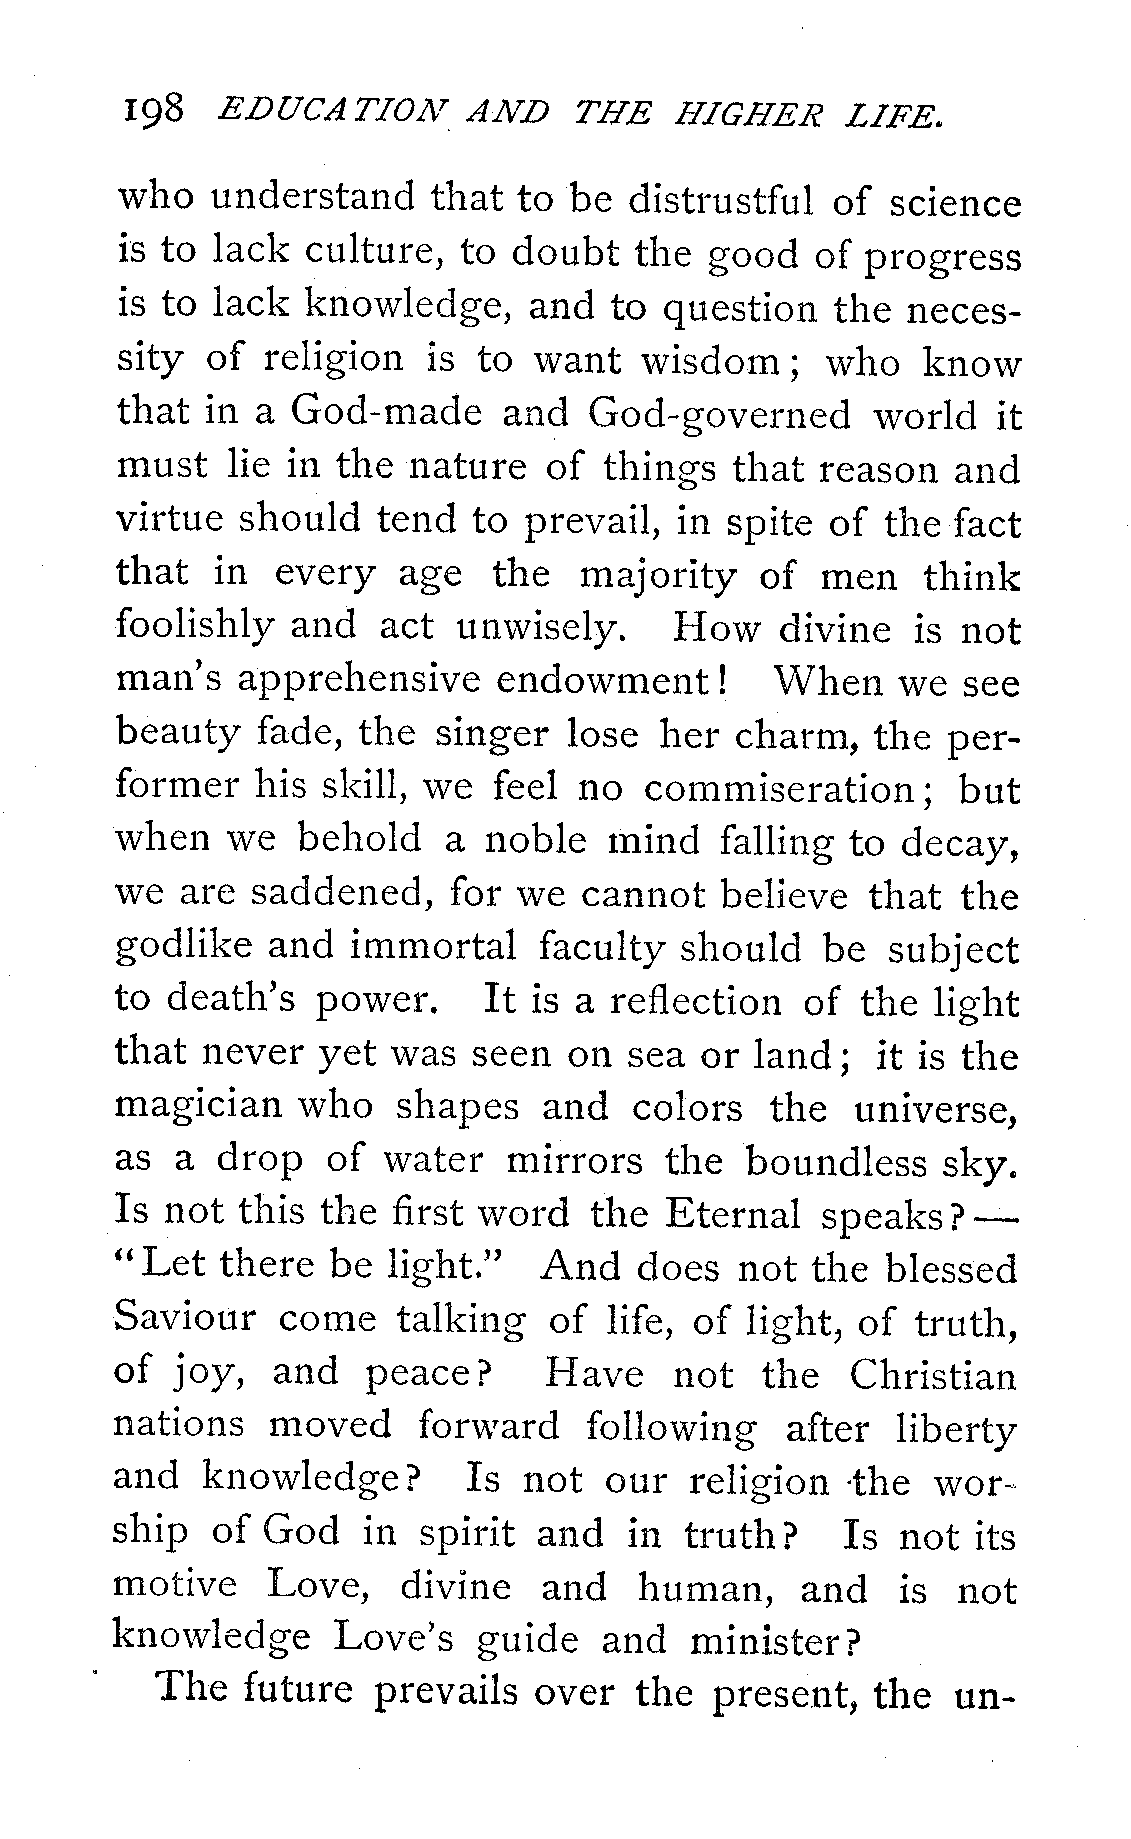 198 EDUCATION AND THE HIGHER LIFE.
who understand that to be distrustful of science
is to lack culture, to doubt the good of progress
is to lack knowledge, and to question the neces-
sity of religion is to want wisdom; who know
that in a God-made and God-governed world it
must lie in the nature of things that reason and
virtue should tend to prevail, in spite of the fact
that in every age the majority of men think
foolishly and act unwisely. How divine is not
man's apprehensive endowment! When we see
beauty fade, the singer lose her charm, the per-
former his skill, we feel no commiseration; but
when we behold a noble mind falling to decay,
we are saddened, for we cannot believe that the
godlike and immortal faculty should be subject
to death's power. It is a reflection of the light
that never yet was seen on sea or land; it is the
magician who shapes and colors the universe,
as a drop of water mirrors the boundless sky.
Is not this the first word the Eternal speaks?—
“Let there be light.” And does not the blessed
Saviour come talking of life, of light, of truth,
of joy, and peace? Have not the Christian
nations moved forward following after liberty
and knowledge? Is not our religion the wor-
ship of God in spirit and in truth? Is not its
motive Love, divine and human, and is not
knowledge Love's guide and minister?
The future prevails over the present, the un-